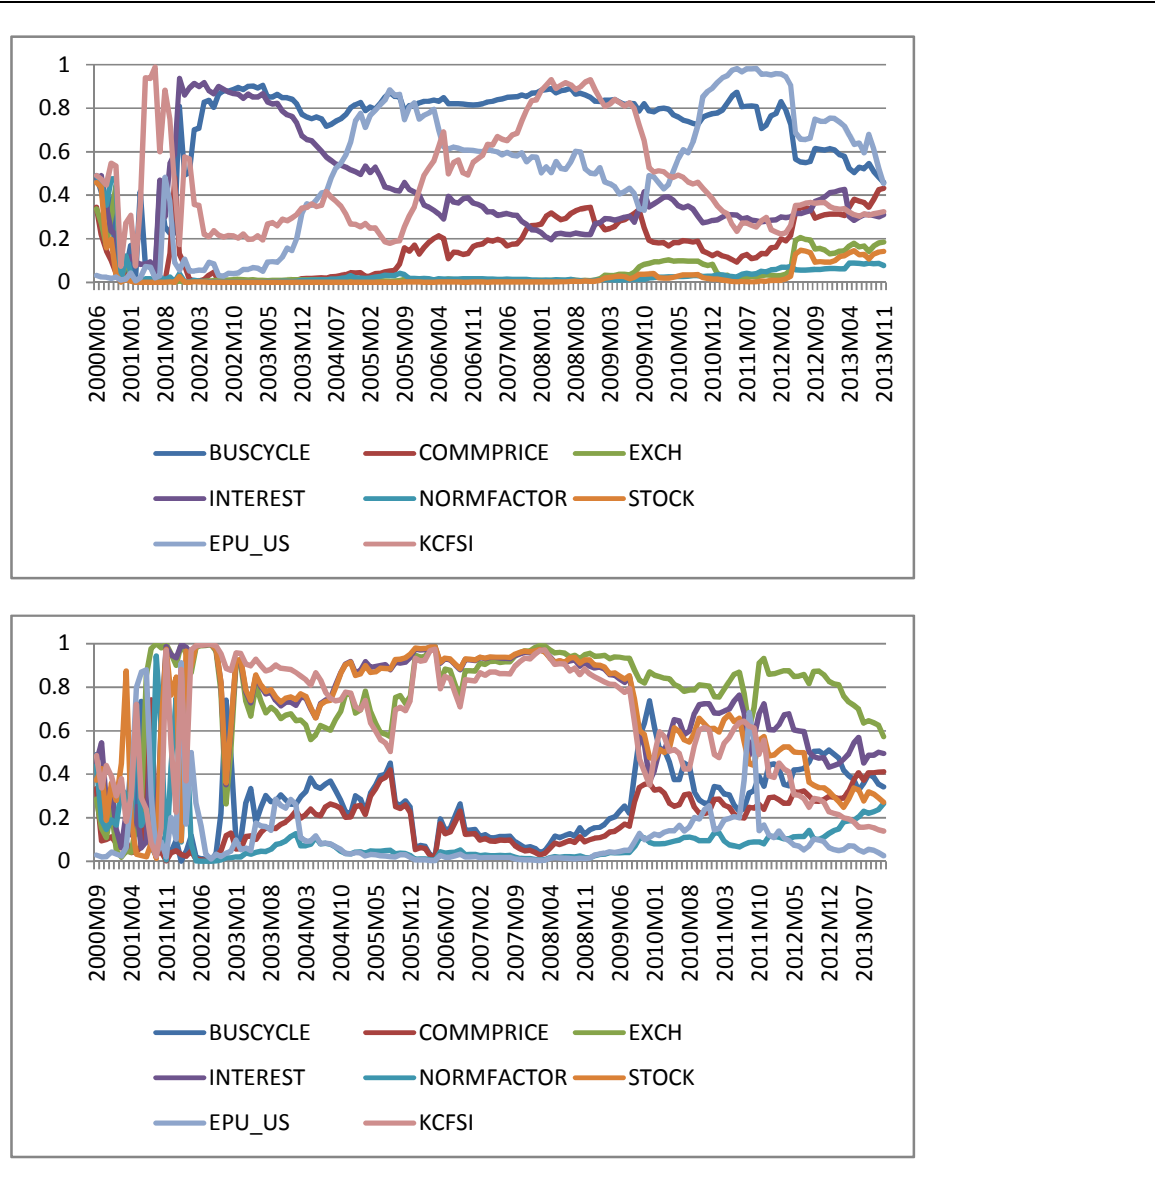 1
0.8
0.6
0.4
0.2
0
2000M06
2001M01
2001M08
2002M03
2002M10
2003M05
2003M12
2004M07
2005M02
2005M09
2006M04
2006M11
2007M06
2008M01
2008M08
2009M03
2009M10
2010M05
2010M12
2011M07
2012M02
2012M09
2013M04
2013M11
BUSCYCLE COMMPRICE EXCH
INTEREST NORMFACTOR STOCK
EPU_US KCFSI
1
0.8
0.6
0.4
0.2
0
2000M09
2001M04
2001M11
2002M06
2003M01
2003M08
2004M03
2004M10
2005M05
2005M12
2006M07
2007M02
2007M09
2008M04
2008M11
2009M06
2010M01
2010M08
2011M03
2011M10
2012M05
2012M12
2013M07
BUSCYCLE COMMPRICE EXCH
INTEREST NORMFACTOR STOCK
EPU_US KCFSI